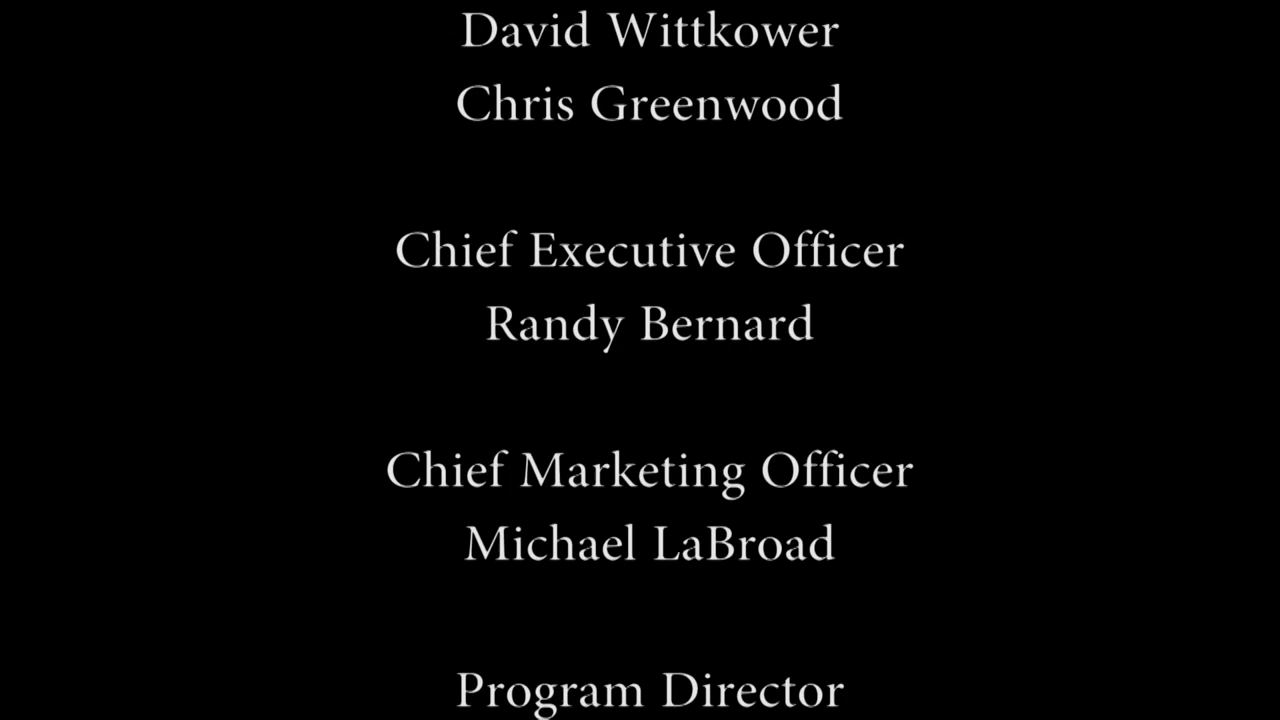 David Wittkower
Chris Greenwood
Chief Executive Officer
Randy Bernard
Chief Marketing Officer
Michael LaBroad
Program Director